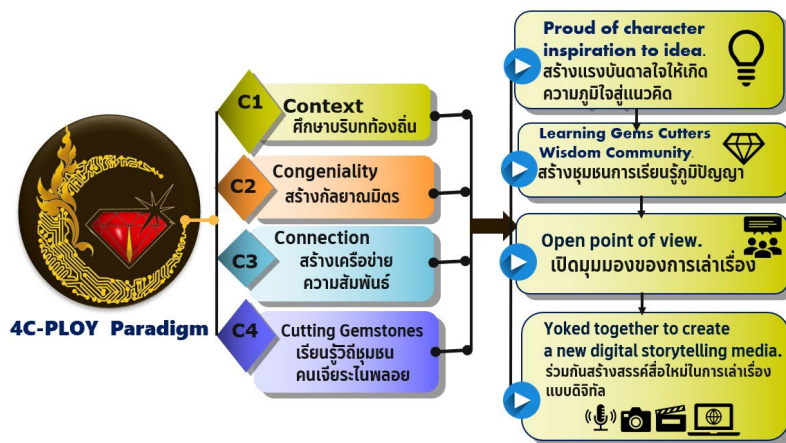 4C-PLOY Paradigm
C1
Context
ศึกษาบริบทท้องถิ่น
C2
Congeniality
สร้างกัลยาณมิตร
C3
Connection
สร้างเครือข่าย
ความสัมพันธ์
C4
Cutting Gemstones
เรียนรู้วิถีชุมชน
คนเจียระไนพลอย
Proud of character
inspiration to idea.
สร้างแรงบันดาลใจให้เกิด
ความภูมิใจสู่แนวคิด
Learning Gems Cutters
Wisdom Community.
สร้างชุมชนการเรียนรู้ภูมิปัญญา
Open point of view.
เปิดมุมมองของการเล่าเรื่อง
Yoked together to create
a new digital storytelling media.
ร่วมกันสร้างสรรค์สื่อใหม่ในการเล่าเรื่อง
แบบดิจิทัล